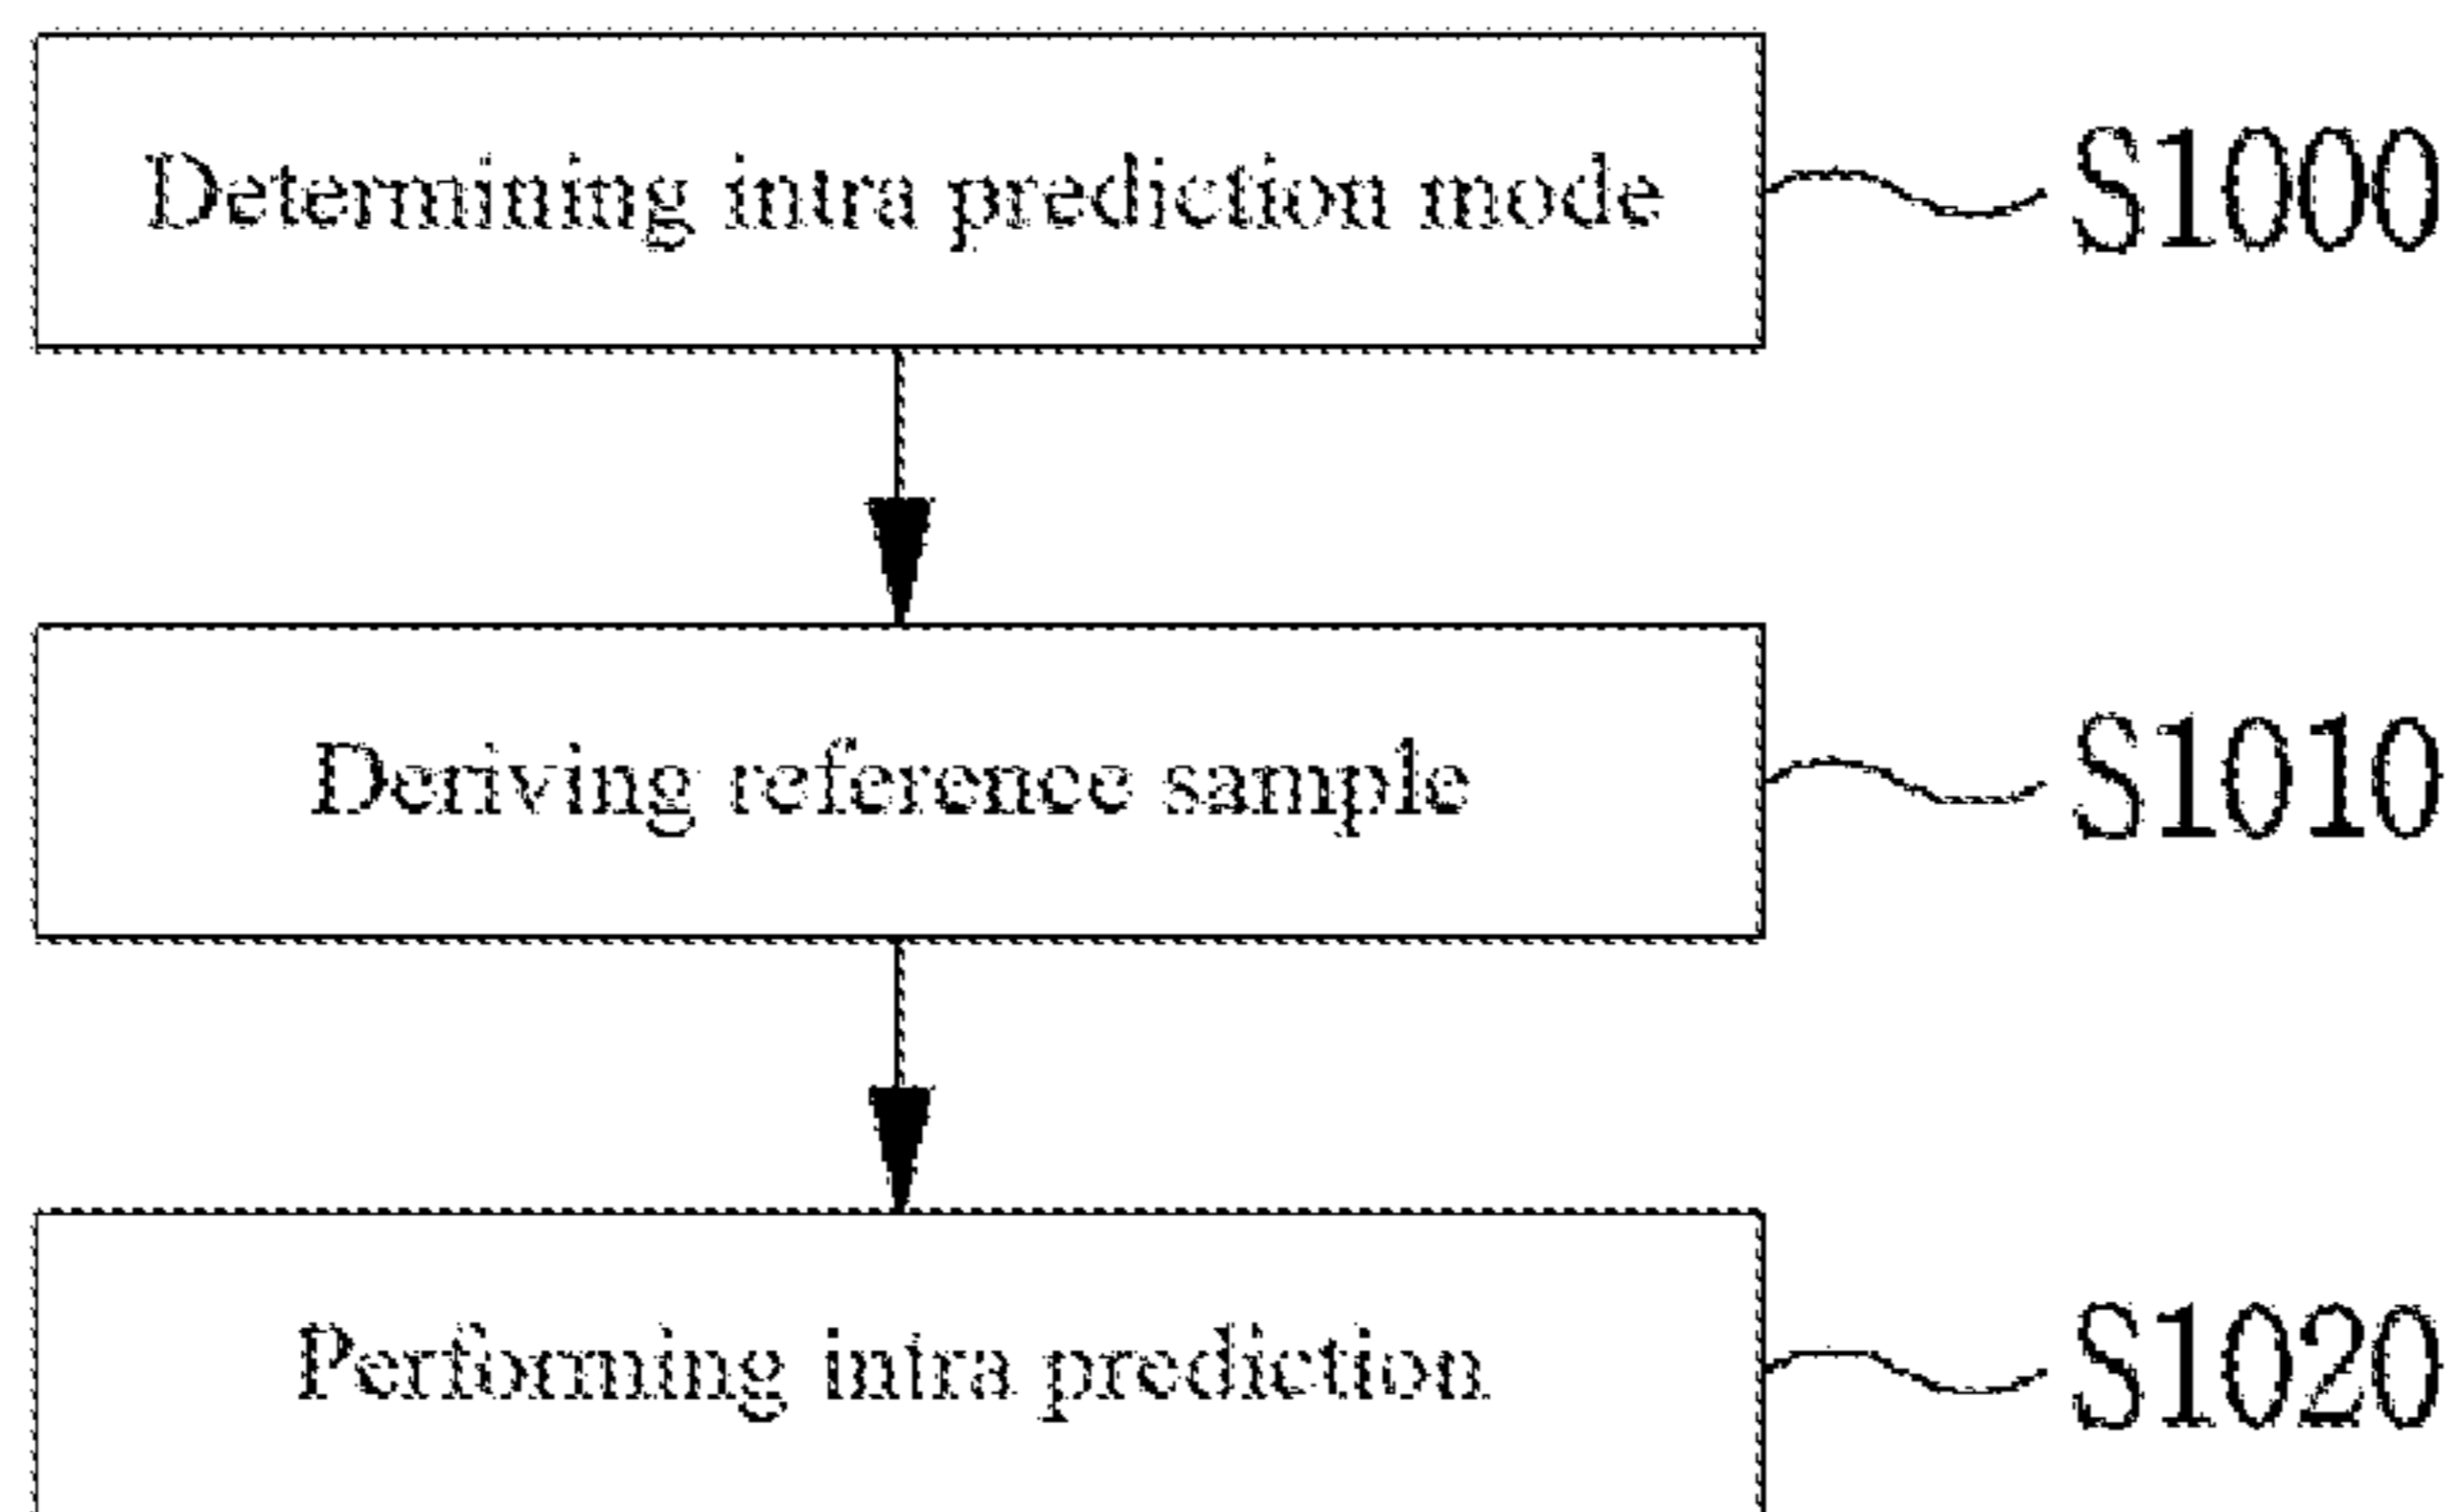 Determining intra prediction mode S1000
Deriving reference sample S1010
Performing intra prediction S1020